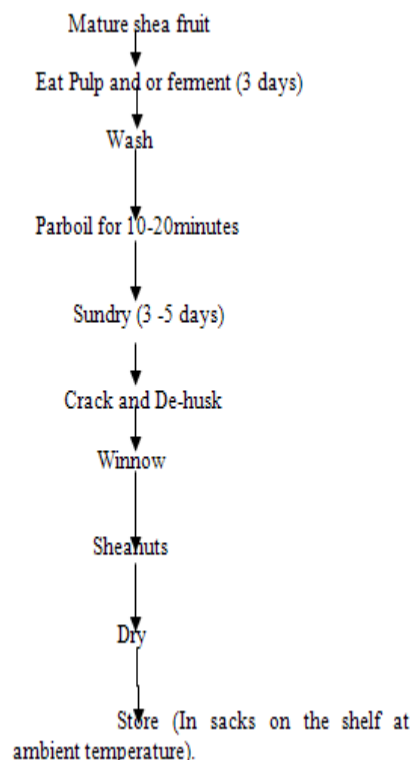 Mature shea fruit
Eat Pulp and or ferment (3 days)
Wash
Parboil for 10-20minutes
Sundry (3 -5 days)
Crack and De-husk
Winnow
Sheanuts
Dry
Store (In sacks on the shelf at
ambient temperature).